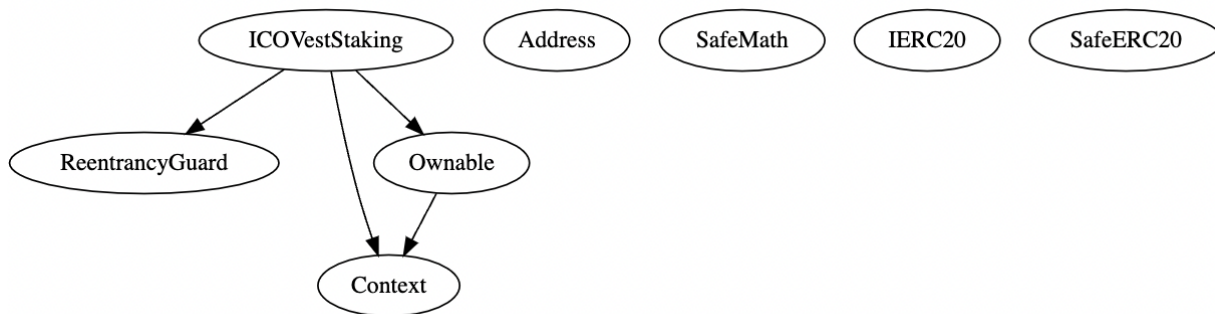 ICOVestStaking
Address
SafeMath
IERC20
SafeERC20
ReentrancyGuard
Ownable
Context